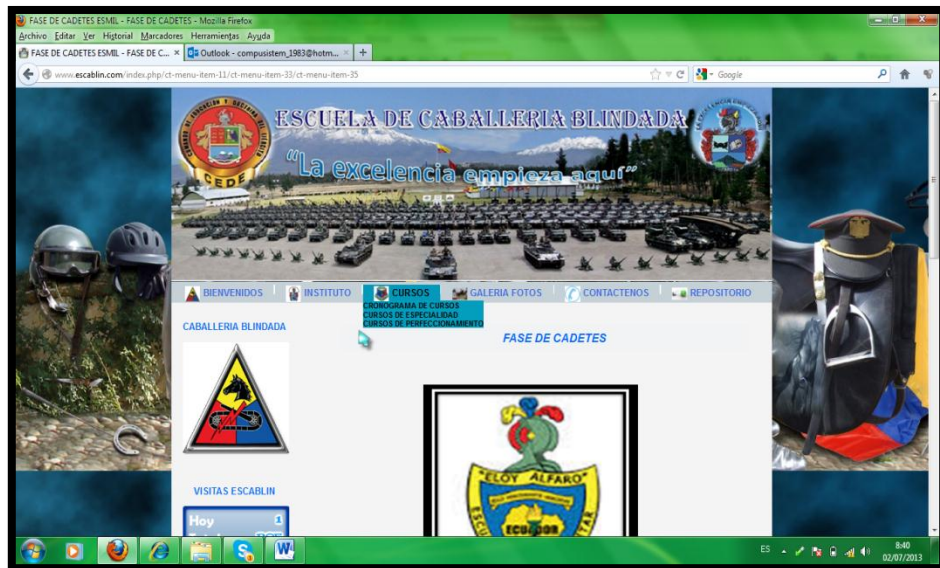 FASE DE CADETES ESMIL - FASE DE CADETES - Mozilla Firefox
Archivo Editar Ver Historial Marcadores Herramientas Ayuda
FASE DE CADETES ESMIL - FASE DE C... × Outlook - compusistem_1983@hotm... × +
www.escablin.com/index.php/ct-menu-item-11/ct-menu-item-33/ct-menu-item-35 Google
ESCUELA DE CABALLERIA BLINDADA
"La excelencia empieza aquí"
CEDE
BIENVENIDOS INSTITUTO CURSOS GALERIA FOTOS CONTACTENOS REPOSITORIO
CRONOGRAMA DE CURSOS
CURSOS DE ESPECIALIDAD
CURSOS DE PERFECCIONAMIENTO
CABALLERIA BLINDADA
FASE DE CADETES
"ELOY ALFARO"
ECUADOR
VISITAS ESCABLIN
Hoy 1
ES 8:40
02/07/2013